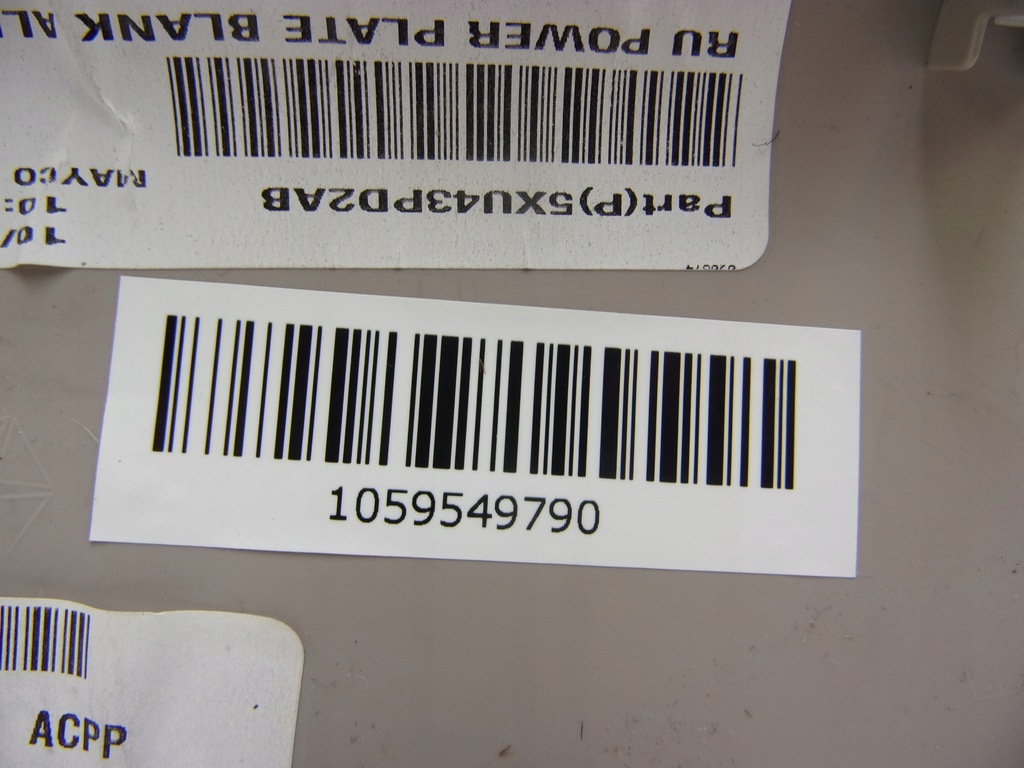 RU POWER PLATE BLANK
Part(P)5XU43PD2AB
MAYCO
1059549790
ACPP